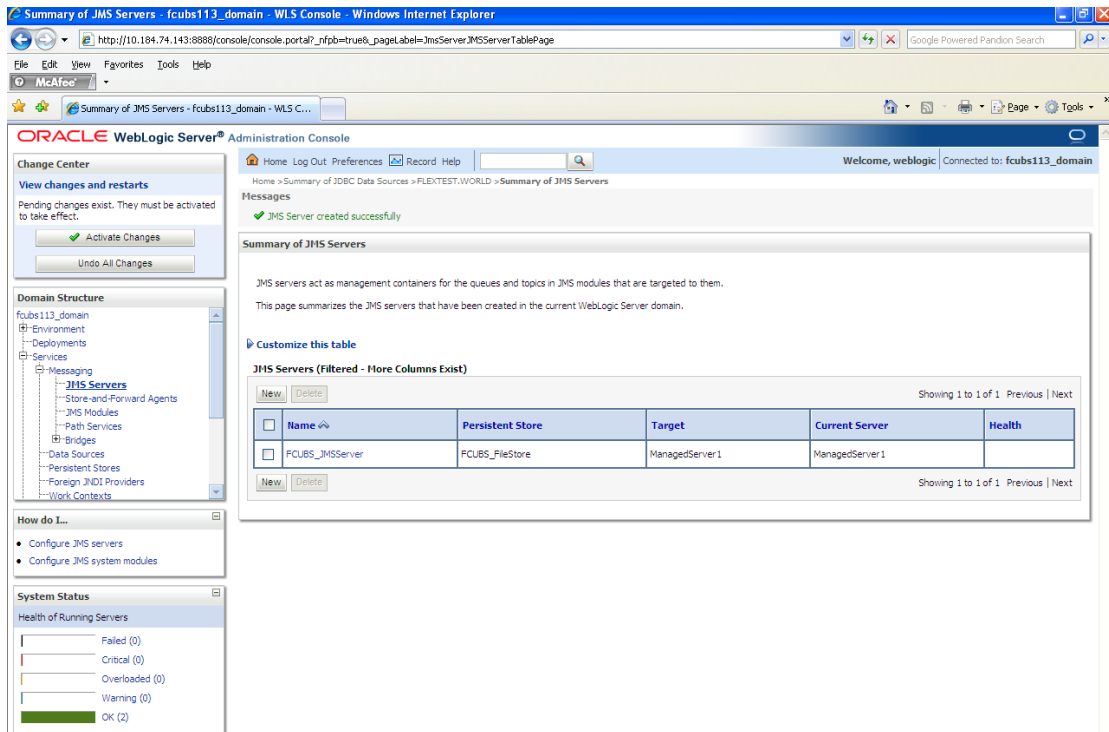 Summary of JMS Servers - fcubs113_domain - WLS Console - Windows Internet Explorer
http://10.184.74.143:8888/console/console.portal?_nfpb=true&_pageLabel=JmsServerJMSServerTablePage
Google Powered Pandion Search
File Edit View Favorites Tools Help
McAfee
Summary of JMS Servers - fcubs113_domain - WLS C...
Page Tools
ORACLE WebLogic Server® Administration Console
Change Center
View changes and restarts
Pending changes exist. They must be activated
to take effect.
Activate Changes
Undo All Changes
Domain Structure
fcubs113_domain
Environment
Deployments
Services
Messaging
JMS Servers
Store-and-Forward Agents
JMS Modules
Path Services
Bridges
Data Sources
Persistent Stores
Foreign JNDI Providers
Work Contexts
How do I...
Configure JMS servers
Configure JMS system modules
System Status
Health of Running Servers
Failed (0)
Critical (0)
Overloaded (0)
Warning (0)
OK (2)
Home Log Out Preferences Record Help
Welcome, weblogic Connected to: fcubs113_domain
Home >Summary of JDBC Data Sources >FLEXTEST.WORLD >Summary of JMS Servers
Messages
JMS Server created successfully
Summary of JMS Servers
JMS servers act as management containers for the queues and topics in JMS modules that are targeted to them.
This page summarizes the JMS servers that have been created in the current WebLogic Server domain.
Customize this table
JMS Servers (Filtered - More Columns Exist)
New Delete Showing 1 to 1 of 1 Previous | Next
Name Persistent Store Target Current Server Health
FCUBS_JMSServer FCUBS_FileStore ManagedServer1 ManagedServer1
New Delete Showing 1 to 1 of 1 Previous | Next